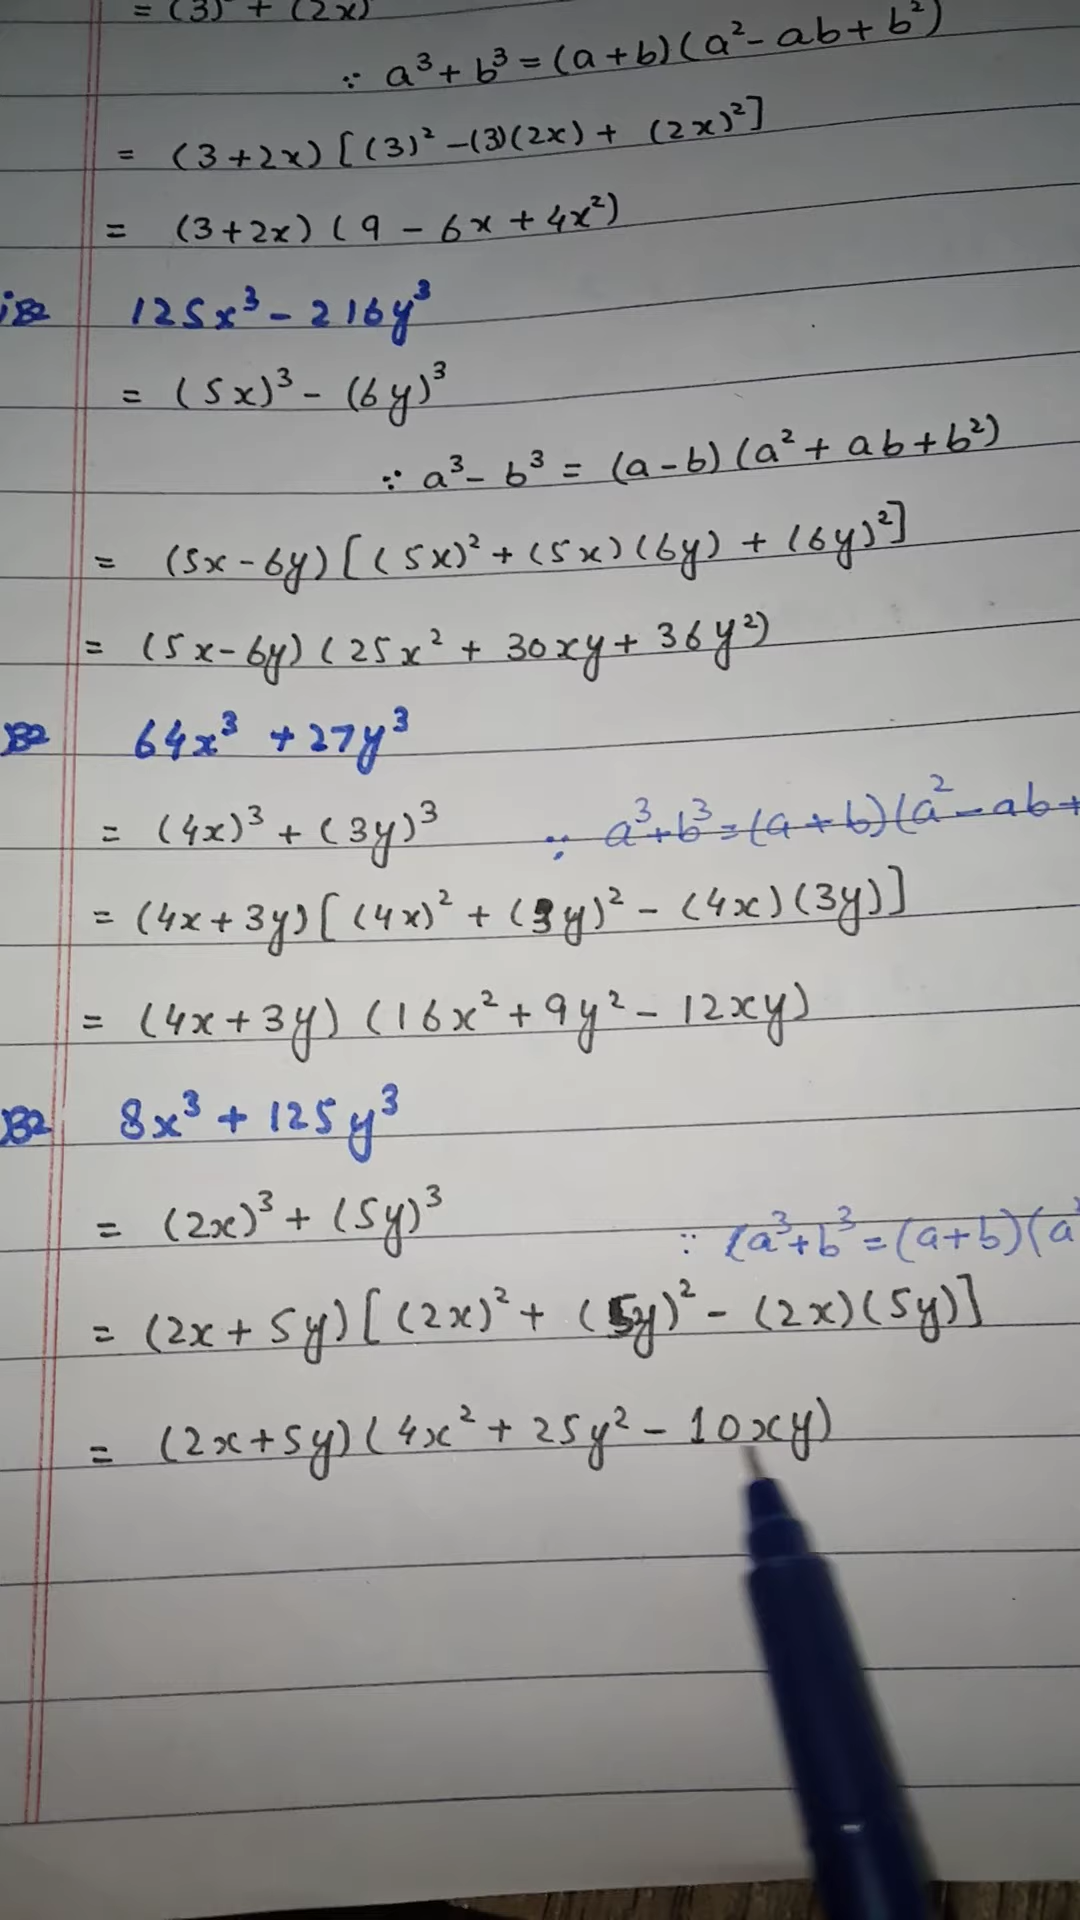 = (3)³ + (2x)³
∵ a³ + b³ = (a + b) (a² - ab + b²)
= (3 + 2x) [(3)² - (3)(2x) + (2x)²]
= (3 + 2x) ( 9 - 6x + 4x²)
125x³ - 216y³
= (5x)³ - (6y)³
∵ a³ - b³ = (a - b) (a² + ab + b²)
= (5x - 6y) [(5x)² + (5x) (6y) + (6y)²]
= (5x - 6y) (25x² + 30xy + 36y²)
64x³ + 27y³
= (4x)³ + (3y)³ ∵ a³ + b³ = (a + b) (a² - ab +
= (4x + 3y) [(4x)² + (3y)² - (4x) (3y)]
= (4x + 3y) (16x² + 9y² - 12xy)
8x³ + 125y³
= (2x)³ + (5y)³ ∵ (a³ + b³ = (a + b) (a²
= (2x + 5y) [(2x)² + (5y)² - (2x) (5y)]
= (2x + 5y) (4x² + 25y² - 10xy)